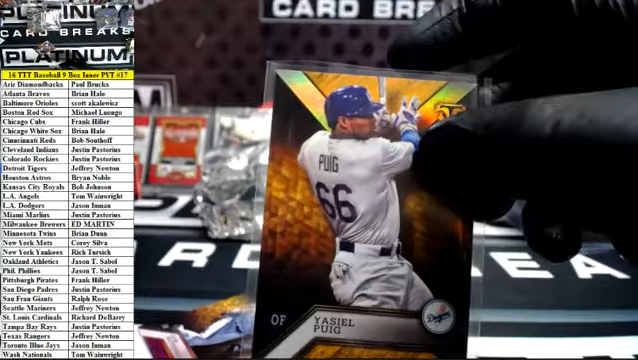 PLATINUM
CARD BREAKS
PLATINUM
CARD BREA
16 TTT Baseball 9 Box Inner PYT #17
Ariz Diamondbacks Paul Brucks
Atlanta Braves Brian Hale
Baltimore Orioles scott akalewicz
Boston Red Sox Michael Luongo
Chicago Cubs Frank Hiller
Chicago White Sox Brian Hale
Cinncinnati Reds Bob Southoff
Cleveland Indians Justin Pastorius
Colorado Rockies Justin Pastorius
Detroit Tigers Jeffrey Newton
Houston Astros Bryan Noble
Kansas City Royals Bob Johnson
L.A. Angels Tom Wainwright
L.A. Dodgers Jason Inman
Miami Marlins Justin Pastorius
Milwaukee Brewers ED MARTIN
Minnesota Twins Brian Dunn
New York Mets Corey Silva
New York Yankees Rich Tursich
Oakland Athletics Jason T. Sabol
Phil. Phillies Jason T. Sabol
Pittsburgh Pirates Frank Hiller
San Diego Padres Justin Pastorius
San Fran Giants Ralph Rose
Seattle Mariners Jeffrey Newton
St. Louis Cardinals Richard DeBarry
Tampa Bay Rays Justin Pastorius
Texas Rangers Jeffrey Newton
Toronto Blue Jays Jason Inman
Wash Nationals Tom Wainwright
PUIG
66
OF
YASIEL
PUIG
Dodgers